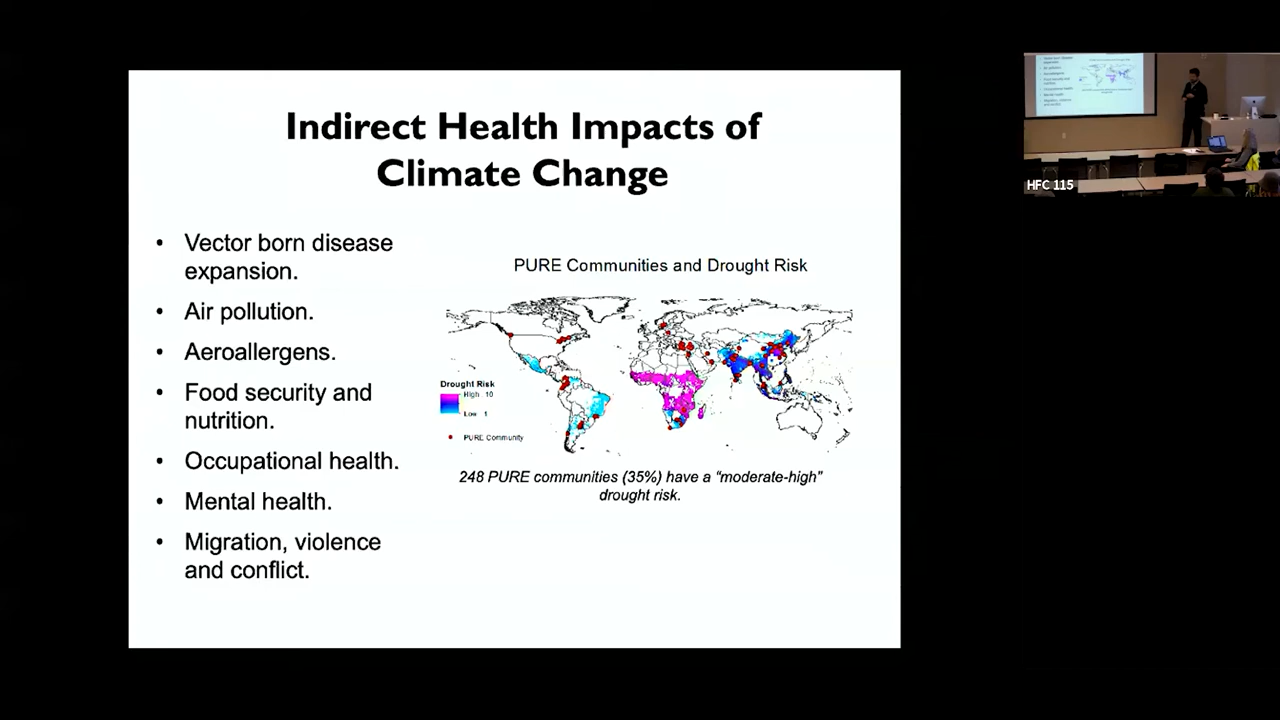 Indirect Health Impacts of
Climate Change
• Vector born disease
expansion.
• Air pollution.
• Aeroallergens.
• Food security and
nutrition.
• Occupational health.
• Mental health.
• Migration, violence
and conflict.
PURE Communities and Drought Risk
Drought Risk
High 10
Low 1
PURE Community
248 PURE communities (35%) have a “moderate-high”
drought risk.
HFC 115